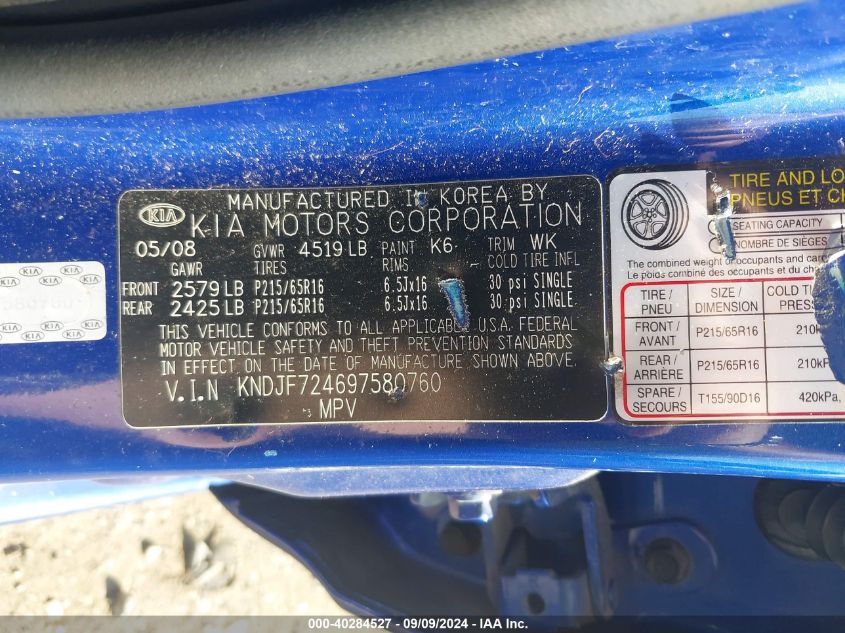 MANUFACTURED IN KOREA BY
KIA KIA MOTORS CORPORATION
05/08 GVWR 4519 LB PAINT K6 TRIM WK
GAWR TIRES RIMS COLD TIRE INFL
FRONT 2579 LB P215/65R16 6.5Jx16 30 psi SINGLE
REAR 2425 LB P215/65R16 6.5Jx16 30 psi SINGLE
THIS VEHICLE CONFORMS TO ALL APPLICABLE U.S.A. FEDERAL
MOTOR VEHICLE SAFETY AND THEFT PREVENTION STANDARDS
IN EFFECT ON THE DATE OF MANUFACTURE SHOWN ABOVE.
V.I.N KNDJF724697580760
MPV
KIA KIA
KIA KIA KIA
TIRE AND LO
PNEUS ET CH
SEATING CAPACITY
NOMBRE DE SIÈGES
The combined weight of occupants and c
Le poids combiné des occupants et du ch
TIRE / PNEU SIZE / DIMENSION COLD TI PRESS
FRONT / AVANT P215/65R16 210k
REAR / ARRIÈRE P215/65R16 210kP
SPARE / SECOURS T155/90D16 420kPa,
000-40284527 - 09/09/2024 - IAA Inc.